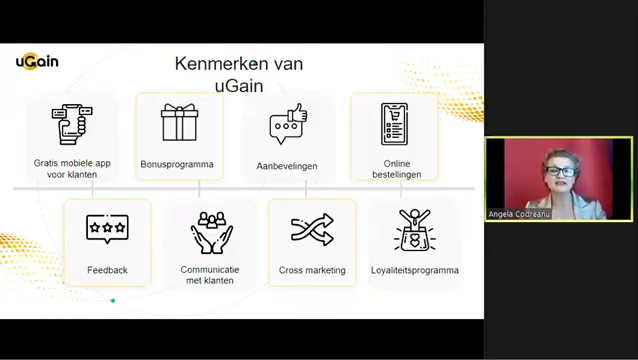 uGain
Kenmerken van
uGain
Gratis mobiele app
voor klanten
Bonusprogramma
Aanbevelingen
Online
bestellingen
Feedback
Communicatie
met klanten
Cross marketing
Loyaliteitsprogramma
Angela Codreanu